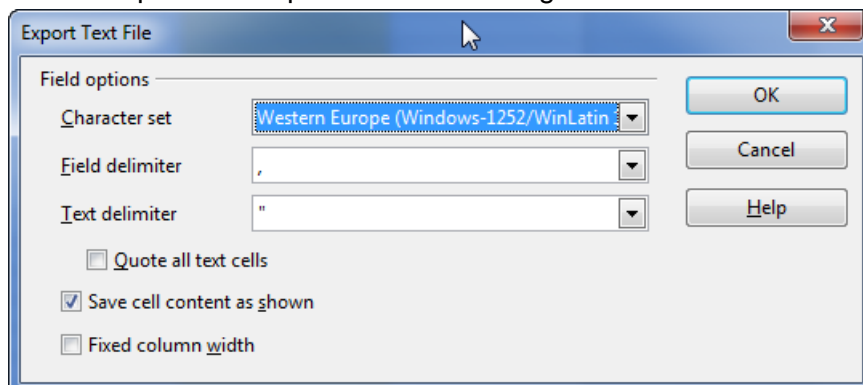 Export Text File
Field options
Character set
Western Europe (Windows-1252/WinLatin
Field delimiter
,
Text delimiter
"
Quote all text cells
Save cell content as shown
Fixed column width
OK
Cancel
Help